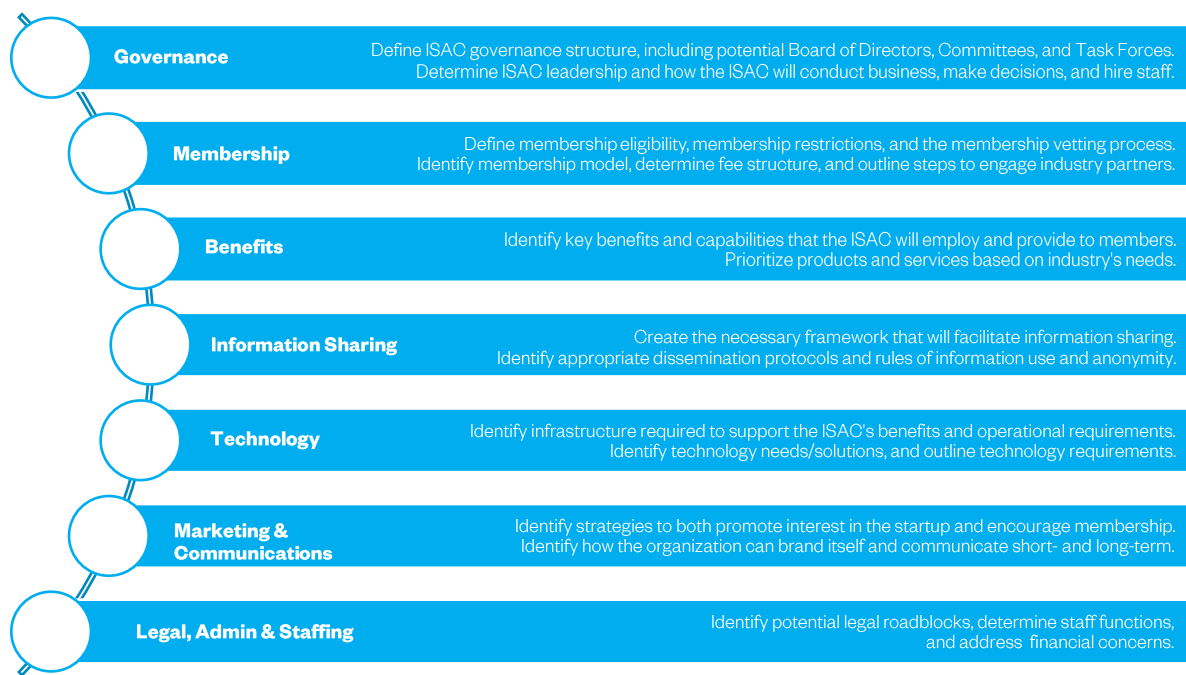 Governance
Define ISAC governance structure, including potential Board of Directors, Committees, and Task Forces.
Determine ISAC leadership and how the ISAC will conduct business, make decisions, and hire staff.
Membership
Define membership eligibility, membership restrictions, and the membership vetting process.
Identify membership model, determine fee structure, and outline steps to engage industry partners.
Benefits
Identify key benefits and capabilities that the ISAC will employ and provide to members.
Prioritize products and services based on industry's needs.
Information Sharing
Create the necessary framework that will facilitate information sharing.
Identify appropriate dissemination protocols and rules of information use and anonymity.
Technology
Identify infrastructure required to support the ISAC's benefits and operational requirements.
Identify technology needs/solutions, and outline technology requirements.
Marketing &
Communications
Identify strategies to both promote interest in the startup and encourage membership.
Identify how the organization can brand itself and communicate short- and long-term.
Legal, Admin & Staffing
Identify potential legal roadblocks, determine staff functions,
and address financial concerns.